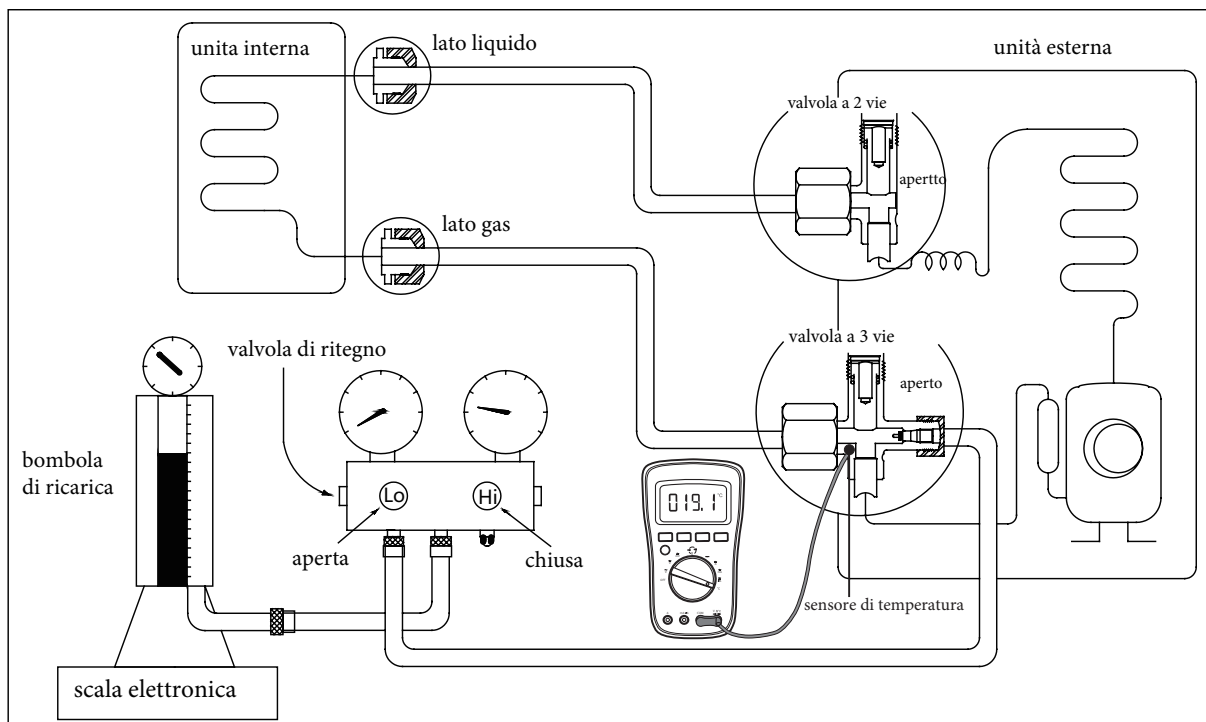 unita interna
lato liquido
unità esterna
valvola a 2 vie
apertto
lato gas
valvola a 3 vie
aperto
valvola di ritegno
bombola
di ricarica
Lo
Hi
aperta
chiusa
019.1 °C
sensore di temperatura
scala elettronica